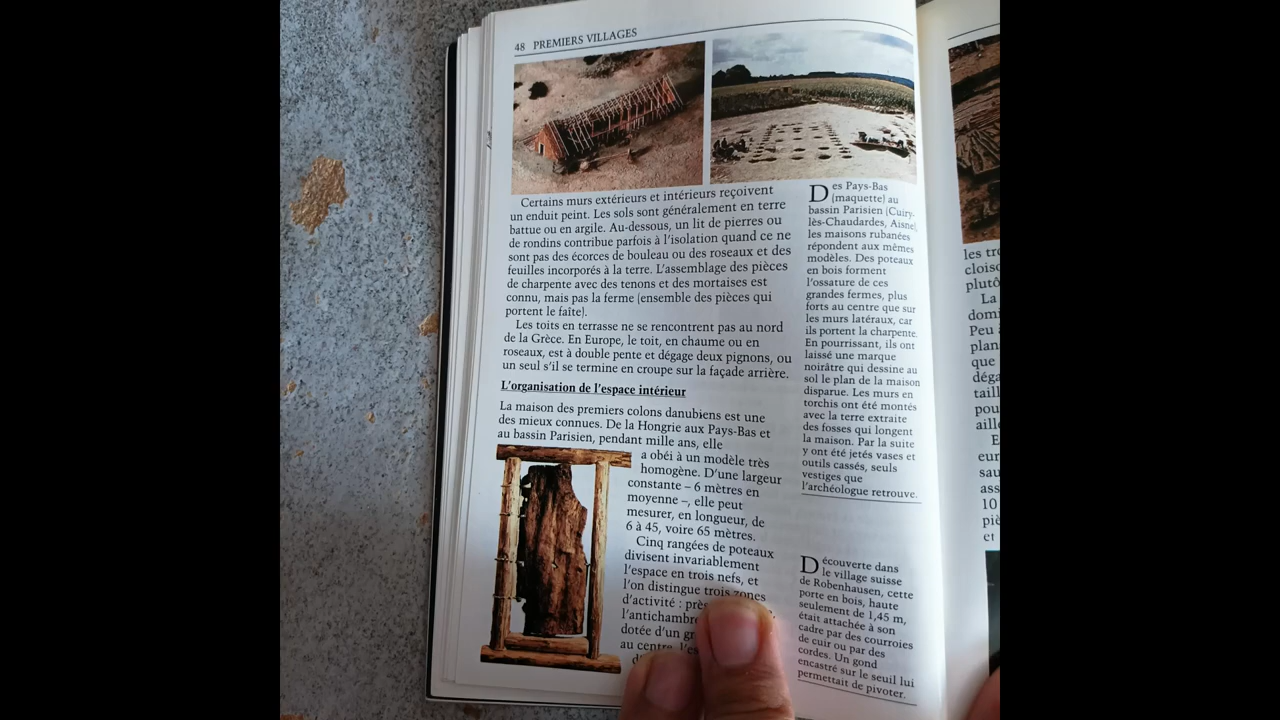 48 PREMIERS VILLAGES
Certains murs extérieurs et intérieurs reçoivent
un enduit peint. Les sols sont généralement en terre
battue ou en argile. Au-dessous, un lit de pierres ou
de rondins contribue parfois à l'isolation quand ce ne
sont pas des écorces de bouleau ou des roseaux et des
feuilles incorporés à la terre. L'assemblage des pièces
de charpente avec des tenons et des mortaises est
connu, mais pas la ferme (ensemble des pièces qui
portent le faîte).
Les toits en terrasse ne se rencontrent pas au nord
de la Grèce. En Europe, le toit, en chaume ou en
roseaux, est à double pente et dégage deux pignons, ou
un seul s'il se termine en croupe sur la façade arrière.
L'organisation de l'espace intérieur
La maison des premiers colons danubiens est une
des mieux connues. De la Hongrie aux Pays-Bas et
au bassin Parisien, pendant mille ans, elle
a obéi à un modèle très
homogène. D'une largeur
constante – 6 mètres en
moyenne –, elle peut
mesurer, en longueur, de
6 à 45, voire 65 mètres.
Cinq rangées de poteaux
divisent invariablement
l'espace en trois nefs, et
l'on distingue trois zones
d'activité : près
l'antichambre
dotée d'un
au centre, l'es
Des Pays-Bas
(maquette) au
bassin Parisien (Cuiry-
lès-Chaudardes, Aisne)
les maisons rubanées
répondent aux mêmes
modèles. Des poteaux
en bois forment
l'ossature de ces
grandes fermes, plus
forts au centre que sur
les murs latéraux, car
ils portent la charpente.
En pourrissant, ils ont
laissé une marque
noirâtre qui dessine au
sol le plan de la maison
disparue. Les murs en
torchis ont été montés
avec la terre extraite
des fosses qui longent
la maison. Par la suite
y ont été jetés vases et
outils cassés, seuls
vestiges que
l'archéologue retrouve.
Découverte dans
le village suisse
de Robenhausen, cette
porte en bois, haute
seulement de 1,45 m,
était attachée à son
cadre par des courroies
de cuir ou par des
cordes. Un gond
encastré sur le seuil lui
permettait de pivoter.
les
La
Peu
que
10
et